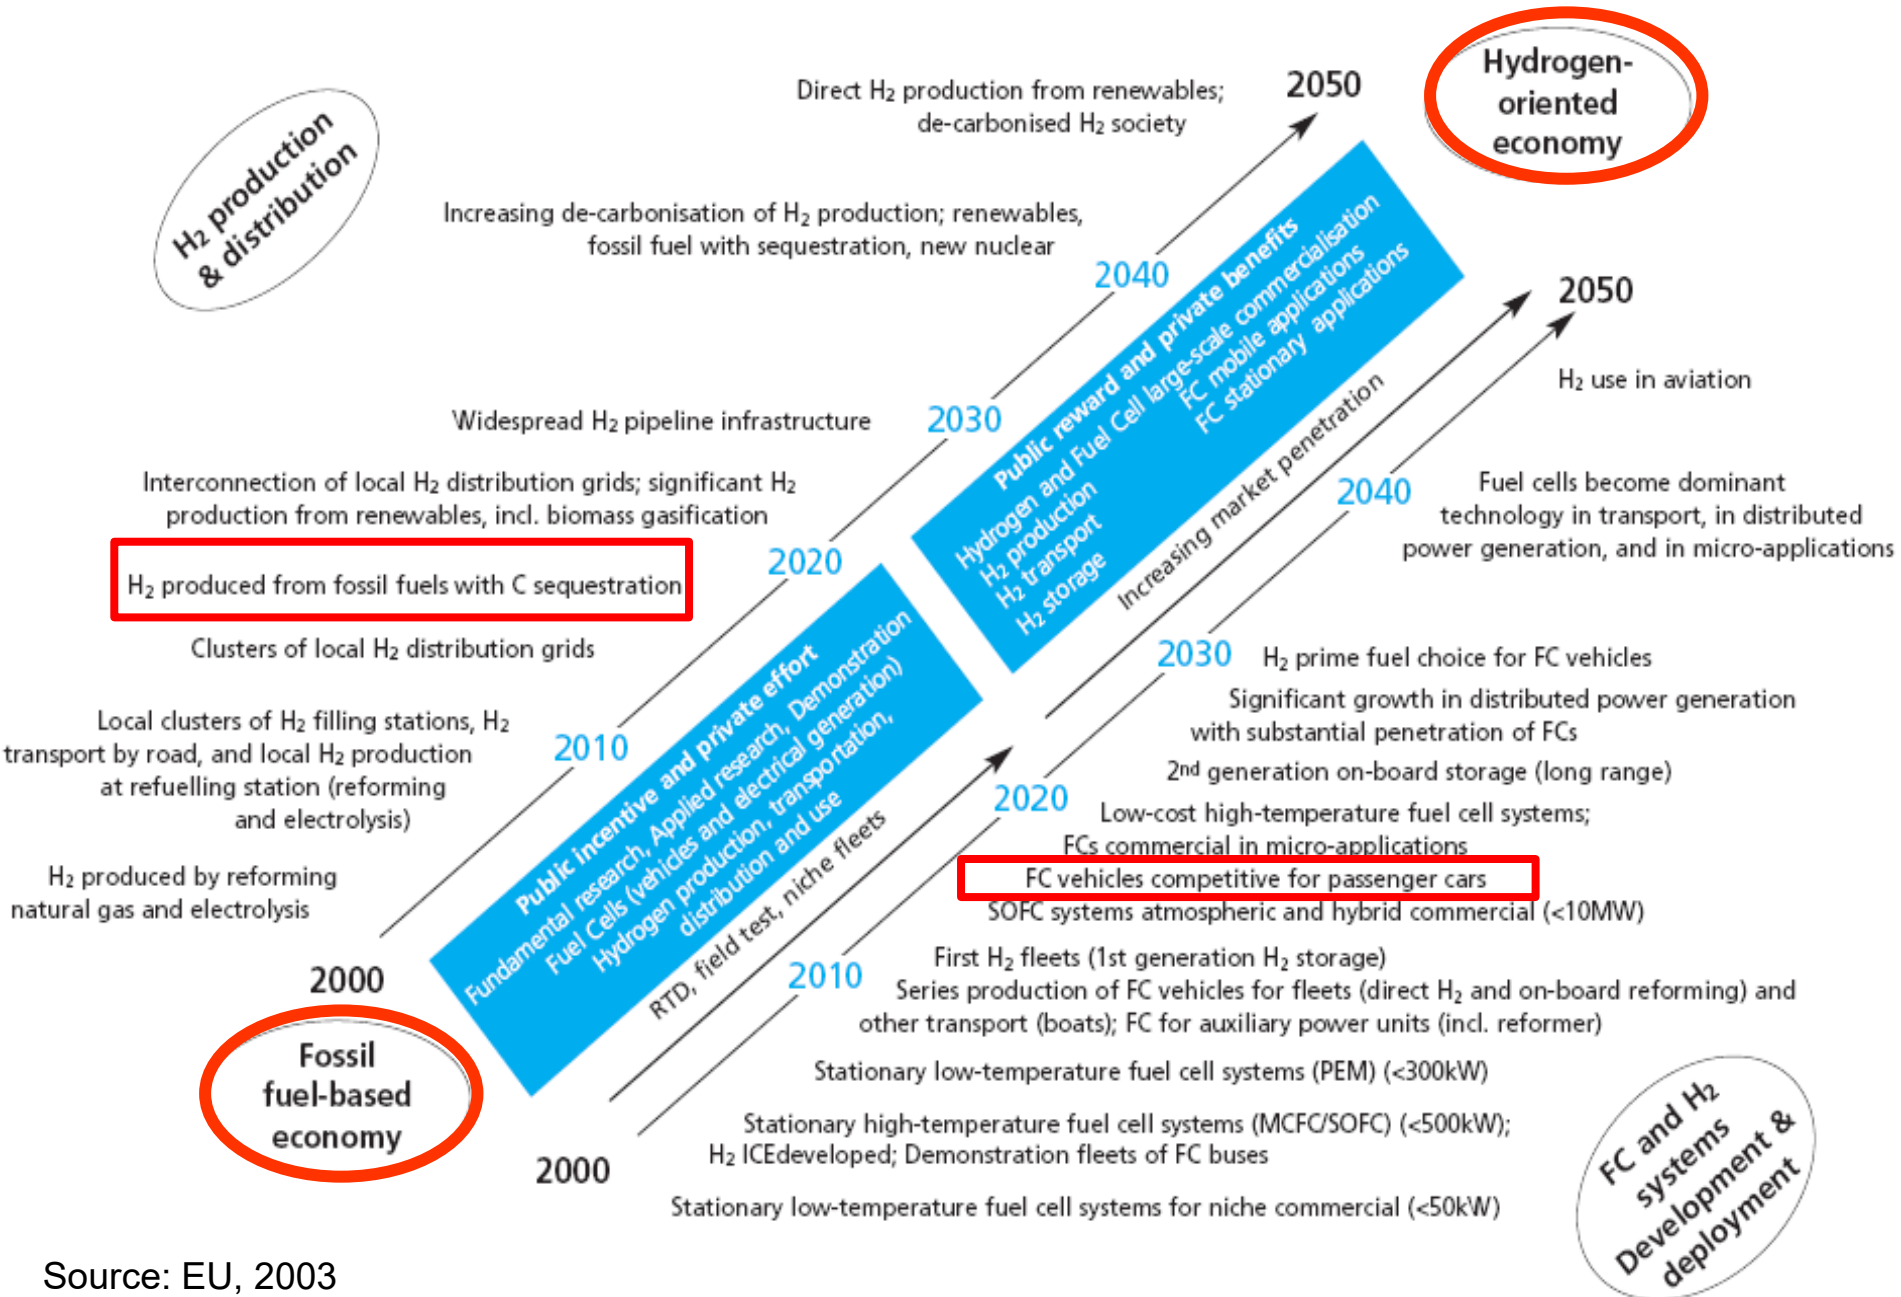 Hydrogen-
oriented
economy
2050
Direct H₂ production from renewables;
de-carbonised H₂ society
H₂ production
& distribution
Increasing de-carbonisation of H₂ production; renewables,
fossil fuel with sequestration, new nuclear
2040
Widespread H₂ pipeline infrastructure
2030
Interconnection of local H₂ distribution grids; significant H₂
production from renewables, incl. biomass gasification
2020
H₂ produced from fossil fuels with C sequestration
Clusters of local H₂ distribution grids
Local clusters of H₂ filling stations, H₂
transport by road, and local H₂ production
at refuelling station (reforming
and electrolysis)
2010
H₂ produced by reforming
natural gas and electrolysis
2000
Fossil
fuel-based
economy
Public reward and private benefits
Hydrogen and Fuel Cell large-scale commercialisation
H₂ production
FC mobile applications
H₂ transport
FC stationary applications
H₂ storage
Increasing market penetration
Public incentive and private effort
Fundamental research, Applied research, Demonstration
Fuel Cells (vehicles and electrical generation)
Hydrogen production, transportation,
distribution and use
RTD, field test, niche fleets
2050
H₂ use in aviation
2040
Fuel cells become dominant
technology in transport, in distributed
power generation, and in micro-applications
2030
H₂ prime fuel choice for FC vehicles
Significant growth in distributed power generation
with substantial penetration of FCs
2nd generation on-board storage (long range)
2020
Low-cost high-temperature fuel cell systems;
FCs commercial in micro-applications
FC vehicles competitive for passenger cars
SOFC systems atmospheric and hybrid commercial (<10MW)
First H₂ fleets (1st generation H₂ storage)
2010
Series production of FC vehicles for fleets (direct H₂ and on-board reforming) and
other transport (boats); FC for auxiliary power units (incl. reformer)
Stationary low-temperature fuel cell systems (PEM) (<300kW)
Stationary high-temperature fuel cell systems (MCFC/SOFC) (<500kW);
H₂ ICEdeveloped; Demonstration fleets of FC buses
2000
Stationary low-temperature fuel cell systems for niche commercial (<50kW)
FC and H₂
systems
Development &
deployment
Source: EU, 2003